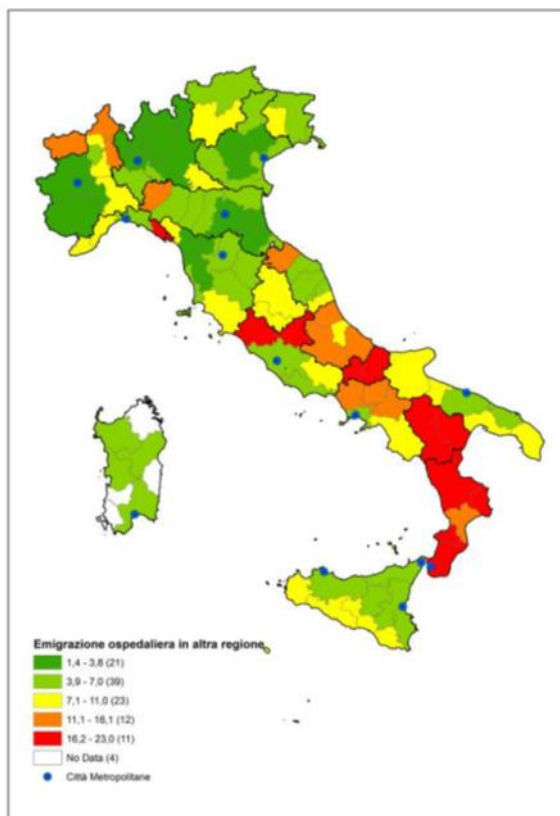 Emigrazione ospedaliera in altra regione
1,4 - 3,8 (21)
3,9 - 7,0 (39)
7,1 - 11,0 (23)
11,1 - 16,1 (12)
16,2 - 23,0 (11)
No Data (4)
Città Metropolitane